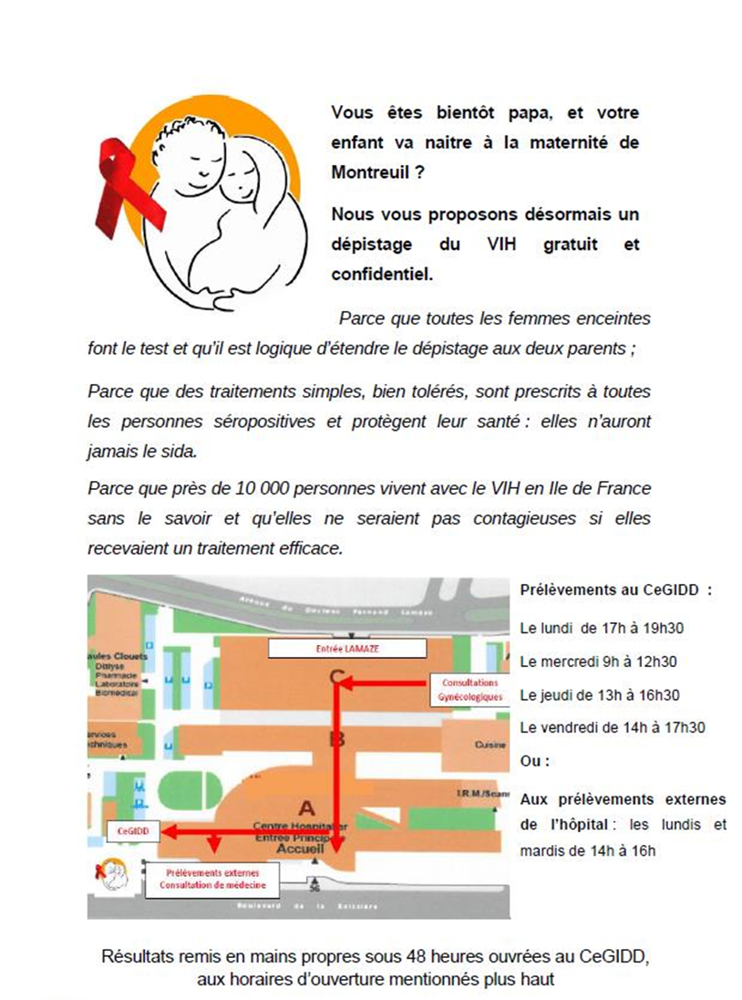 Vous êtes bientôt papa, et votre
enfant va naitre à la maternité de
Montreuil ?
Nous vous proposons désormais un
dépistage du VIH gratuit et
confidentiel.
Parce que toutes les femmes enceintes
font le test et qu'il est logique d'étendre le dépistage aux deux parents ;
Parce que des traitements simples, bien tolérés, sont prescrits à toutes
les personnes séropositives et protègent leur santé : elles n'auront
jamais le sida.
Parce que près de 10 000 personnes vivent avec le VIH en Ile de France
sans le savoir et qu'elles ne seraient pas contagieuses si elles
recevaient un traitement efficace.
Avenue du Docteur Fernand Lamaze
Entrée LAMAZE
aules Clouets
Dialyse
Pharmacie
Laboratoire
Biomédical
C
Consultations
Gynécologiques
ervices
echniques
B
Cuisine
I.R.M./Scann
A
Centre Hospitalier
Entrée Principale
Accueil
CeGIDD
Prélèvements externes
Consultation de médecine
56
Boulevard de la Boissière
Prélèvements au CeGIDD :
Le lundi de 17h à 19h30
Le mercredi 9h à 12h30
Le jeudi de 13h à 16h30
Le vendredi de 14h à 17h30
Ou :
Aux prélèvements externes
de l'hôpital : les lundis et
mardis de 14h à 16h
Résultats remis en mains propres sous 48 heures ouvrées au CeGIDD,
aux horaires d'ouverture mentionnés plus haut